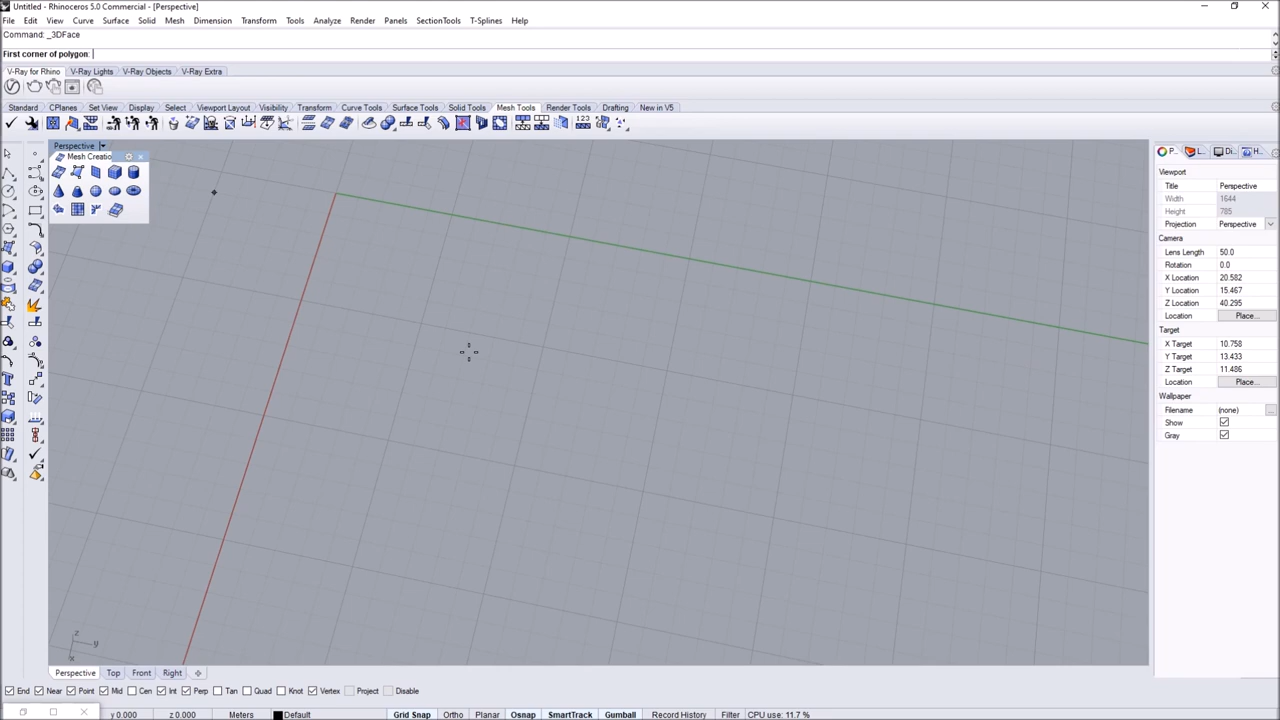 Untitled - Rhinoceros 5.0 Commercial - [Perspective]
File Edit View Curve Surface Solid Mesh Dimension Transform Tools Analyze Render Panels SectionTools T-Splines Help
Command: _3DFace
First corner of polygon:
V-Ray for Rhino V-Ray Lights V-Ray Objects V-Ray Extra
Standard CPlanes Set View Display Select Viewport Layout Visibility Transform Curve Tools Surface Tools Solid Tools Mesh Tools Render Tools Drafting New in V5
123
Perspective
Mesh Creatio
P... L... Di... H...
Viewport
Title Perspective
Width 1644
Height 785
Projection Perspective
Camera
Lens Length 50.0
Rotation 0.0
X Location 20.582
Y Location 15.467
Z Location 40.295
Location Place...
Target
X Target 10.758
Y Target 13.433
Z Target 11.486
Location Place...
Wallpaper
Filename (none) ...
Show
Gray
z
y
x
Perspective Top Front Right
End Near Point Mid Cen Int Perp Tan Quad Knot Vertex Project Disable
y 0.000 z 0.000 Meters Default Grid Snap Ortho Planar Osnap SmartTrack Gumball Record History Filter CPU use: 11.7 %